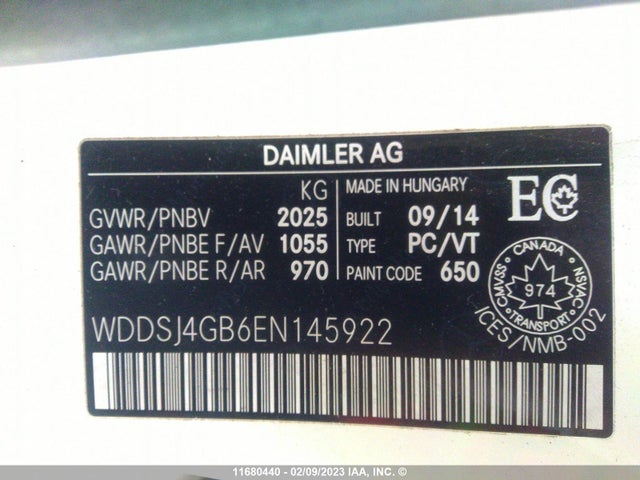 DAIMLER AG
KG
GVWR/PNBV 2025
GAWR/PNBE F/AV 1055
GAWR/PNBE R/AR 970
MADE IN HUNGARY
BUILT 09/14
TYPE PC/VT
PAINT CODE 650
EC
CANADA
CMVSS 974 NSVAC
TRANSPORT
ICES/NMB-002
WDDSJ4GB6EN145922
11680440 - 02/09/2023 IAA, INC. ©